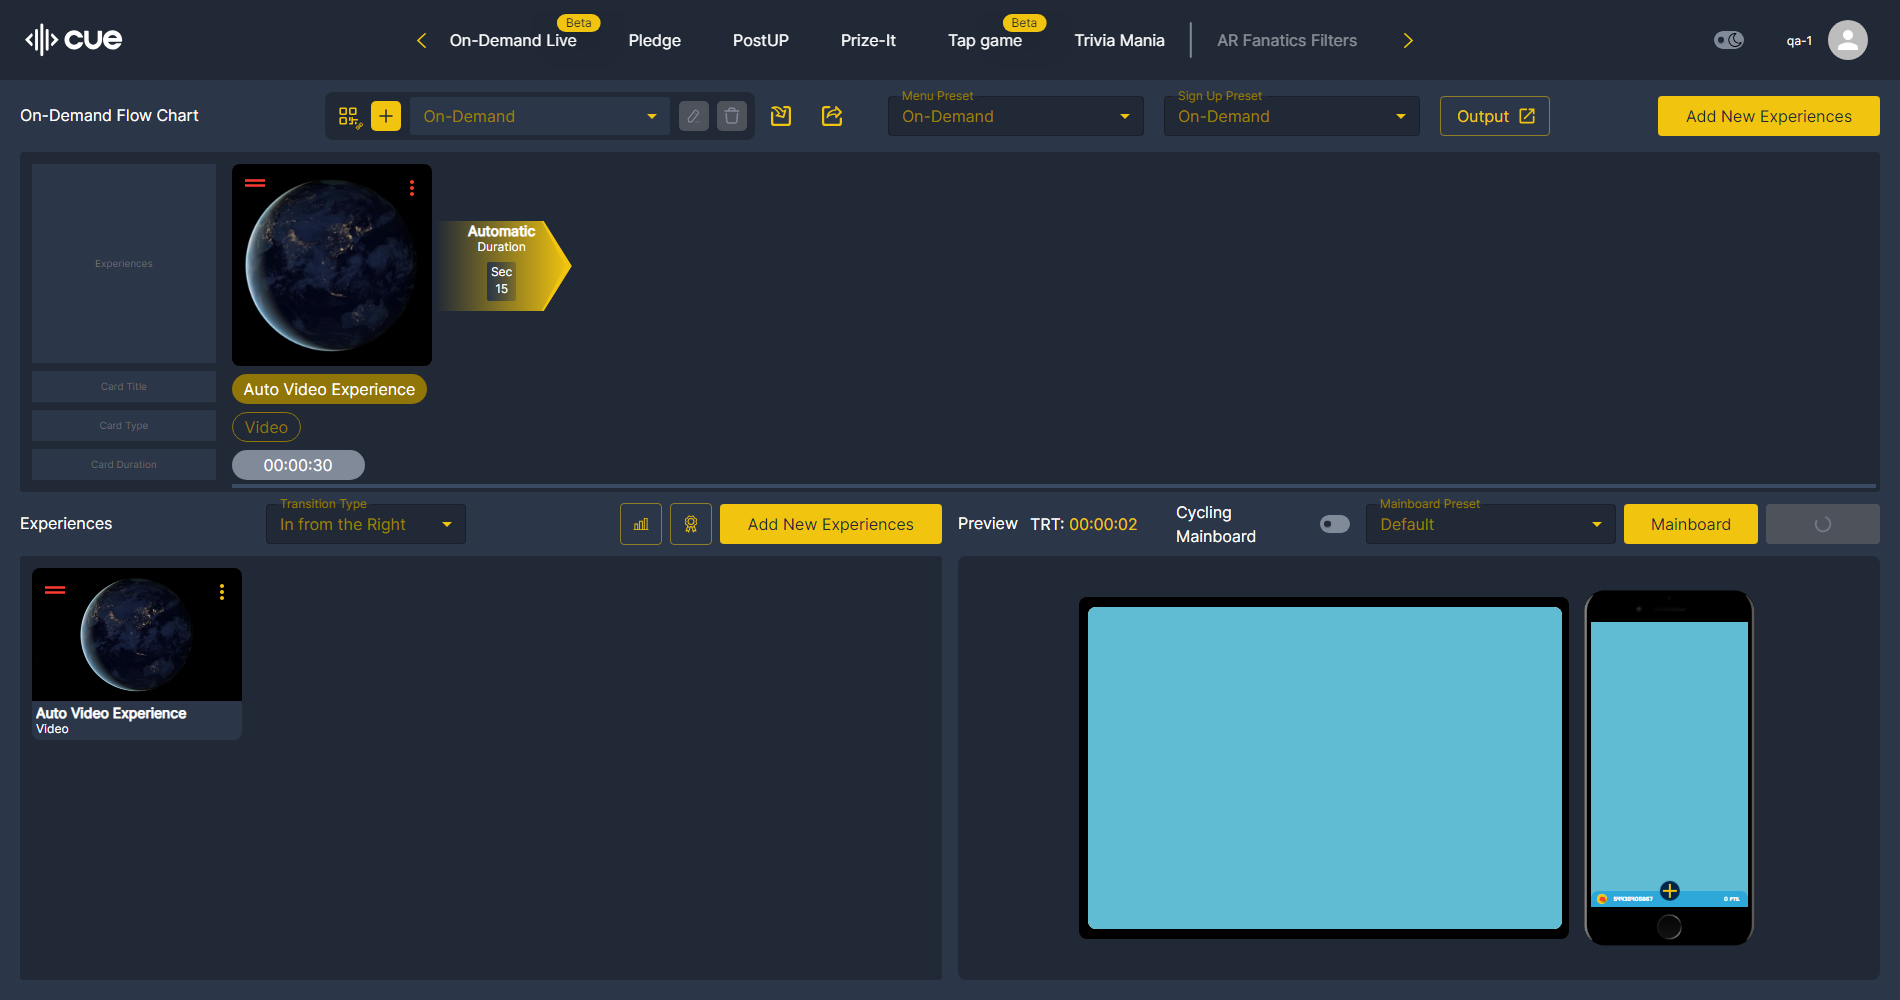 cue
Beta
On-Demand Live
Pledge
PostUP
Prize-It
Beta
Tap game
Trivia Mania
AR Fanatics Filters
qa-1
On-Demand Flow Chart
On-Demand
Menu Preset
On-Demand
Sign Up Preset
On-Demand
Output
Add New Experiences
Experiences
Automatic
Duration
Sec
15
Card Title
Auto Video Experience
Card Type
Video
Card Duration
00:00:30
Experiences
Transition Type
In from the Right
Add New Experiences
Preview
TRT: 00:00:02
Cycling
Mainboard
Mainboard Preset
Default
Mainboard
Auto Video Experience
Video
0 PTS.